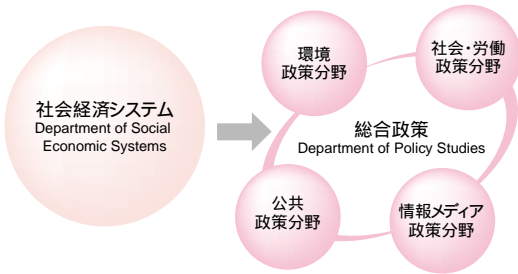 社会経済システム
Department of Social
Economic Systems
環境
政策分野
社会・労働
政策分野
総合政策
Department of Policy Studies
公共
政策分野
情報メディア
政策分野